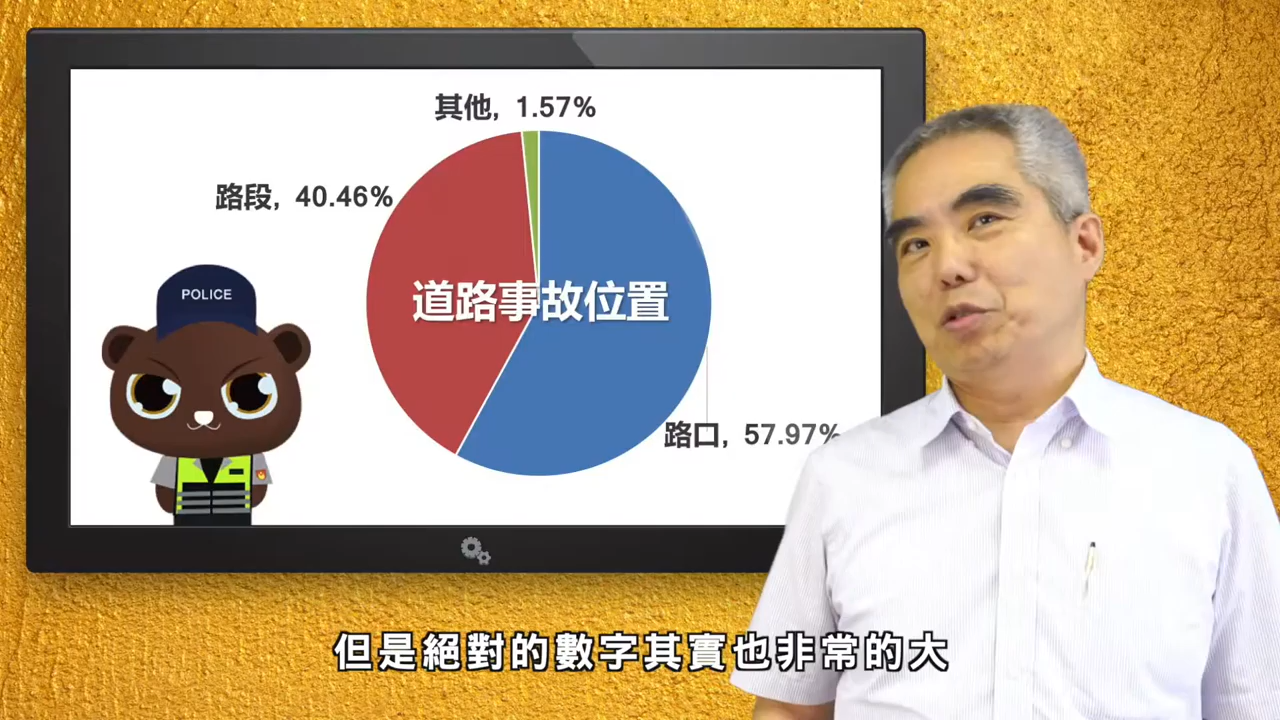 其他, 1.57%
路段, 40.46%
POLICE
道路事故位置
路口, 57.97%
但是絕對的數字其實也非常的大